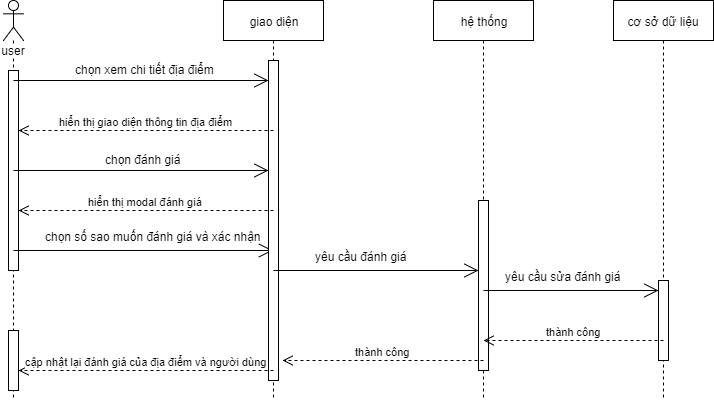 giao diện
hệ thống
cơ sở dữ liệu
user
chọn xem chi tiết địa điểm
hiển thị giao diện thông tin địa điểm
chọn đánh giá
hiển thị modal đánh giá
chọn số sao muốn đánh giá và xác nhận
yêu cầu đánh giá
yêu cầu sửa đánh giá
thành công
thành công
cập nhật lại đánh giá của địa điểm và người dùng